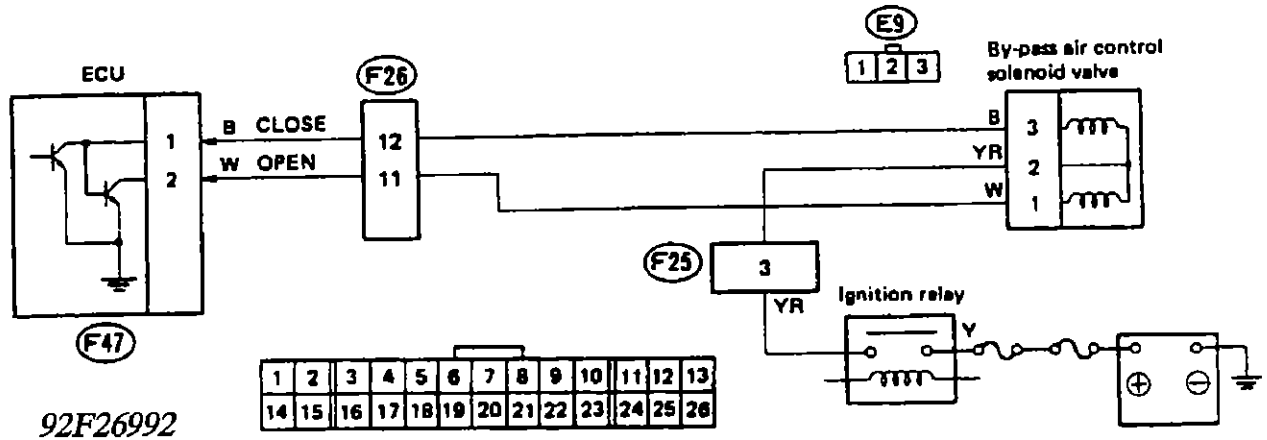 E9
1 2 3
By-pass air control
solenoid valve
ECU
F26
1
B CLOSE
12
B
3
2
W OPEN
11
YR
2
W
1
F25
3
YR
Ignition relay
Y
⊕ ⊖
F47
1 2 3 4 5 6 7 8 9 10 11 12 13
14 15 16 17 18 19 20 21 22 23 24 25 26
92F26992